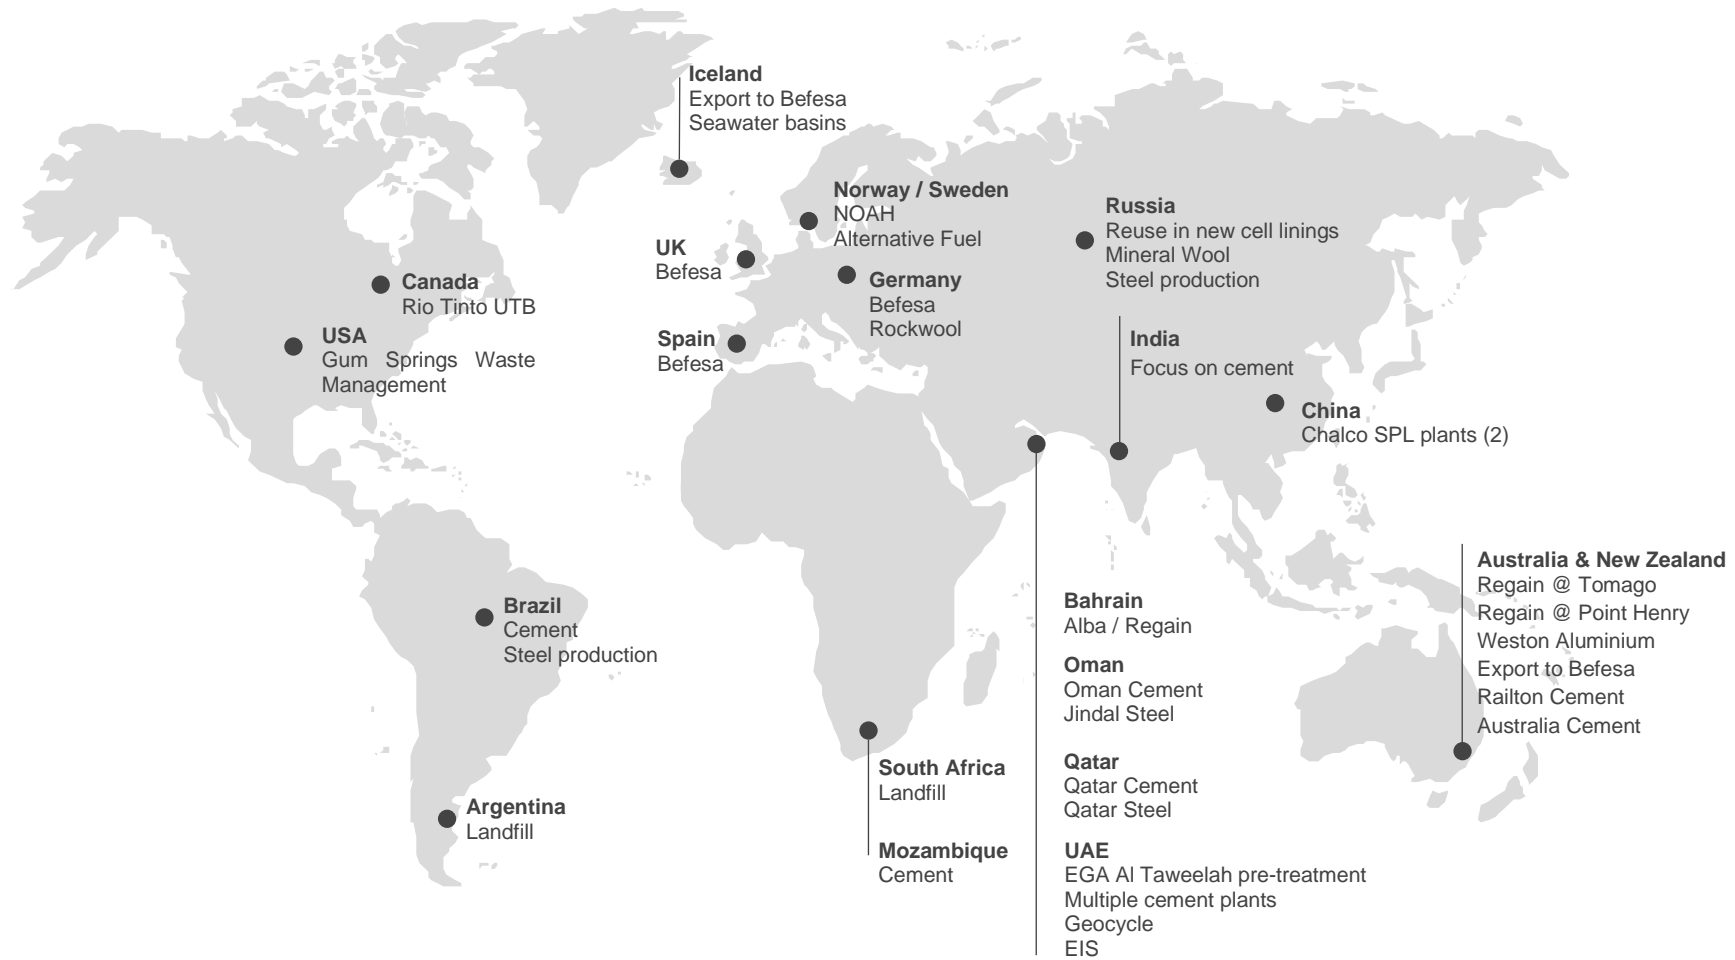 Iceland
Export to Befesa
Seawater basins
Norway / Sweden
NOAH
Alternative Fuel
Russia
Reuse in new cell linings
Mineral Wool
Steel production
UK
Befesa
Canada
Rio Tinto UTB
Germany
Befesa
Rockwool
USA
Gum Springs Waste
Management
Spain
Befesa
India
Focus on cement
China
Chalco SPL plants (2)
Australia & New Zealand
Regain @ Tomago
Regain @ Point Henry
Weston Aluminium
Export to Befesa
Railton Cement
Australia Cement
Brazil
Cement
Steel production
Bahrain
Alba / Regain
Oman
Oman Cement
Jindal Steel
Qatar
Qatar Cement
Qatar Steel
UAE
EGA Al Taweelah pre-treatment
Multiple cement plants
Geocycle
EIS
South Africa
Landfill
Mozambique
Cement
Argentina
Landfill